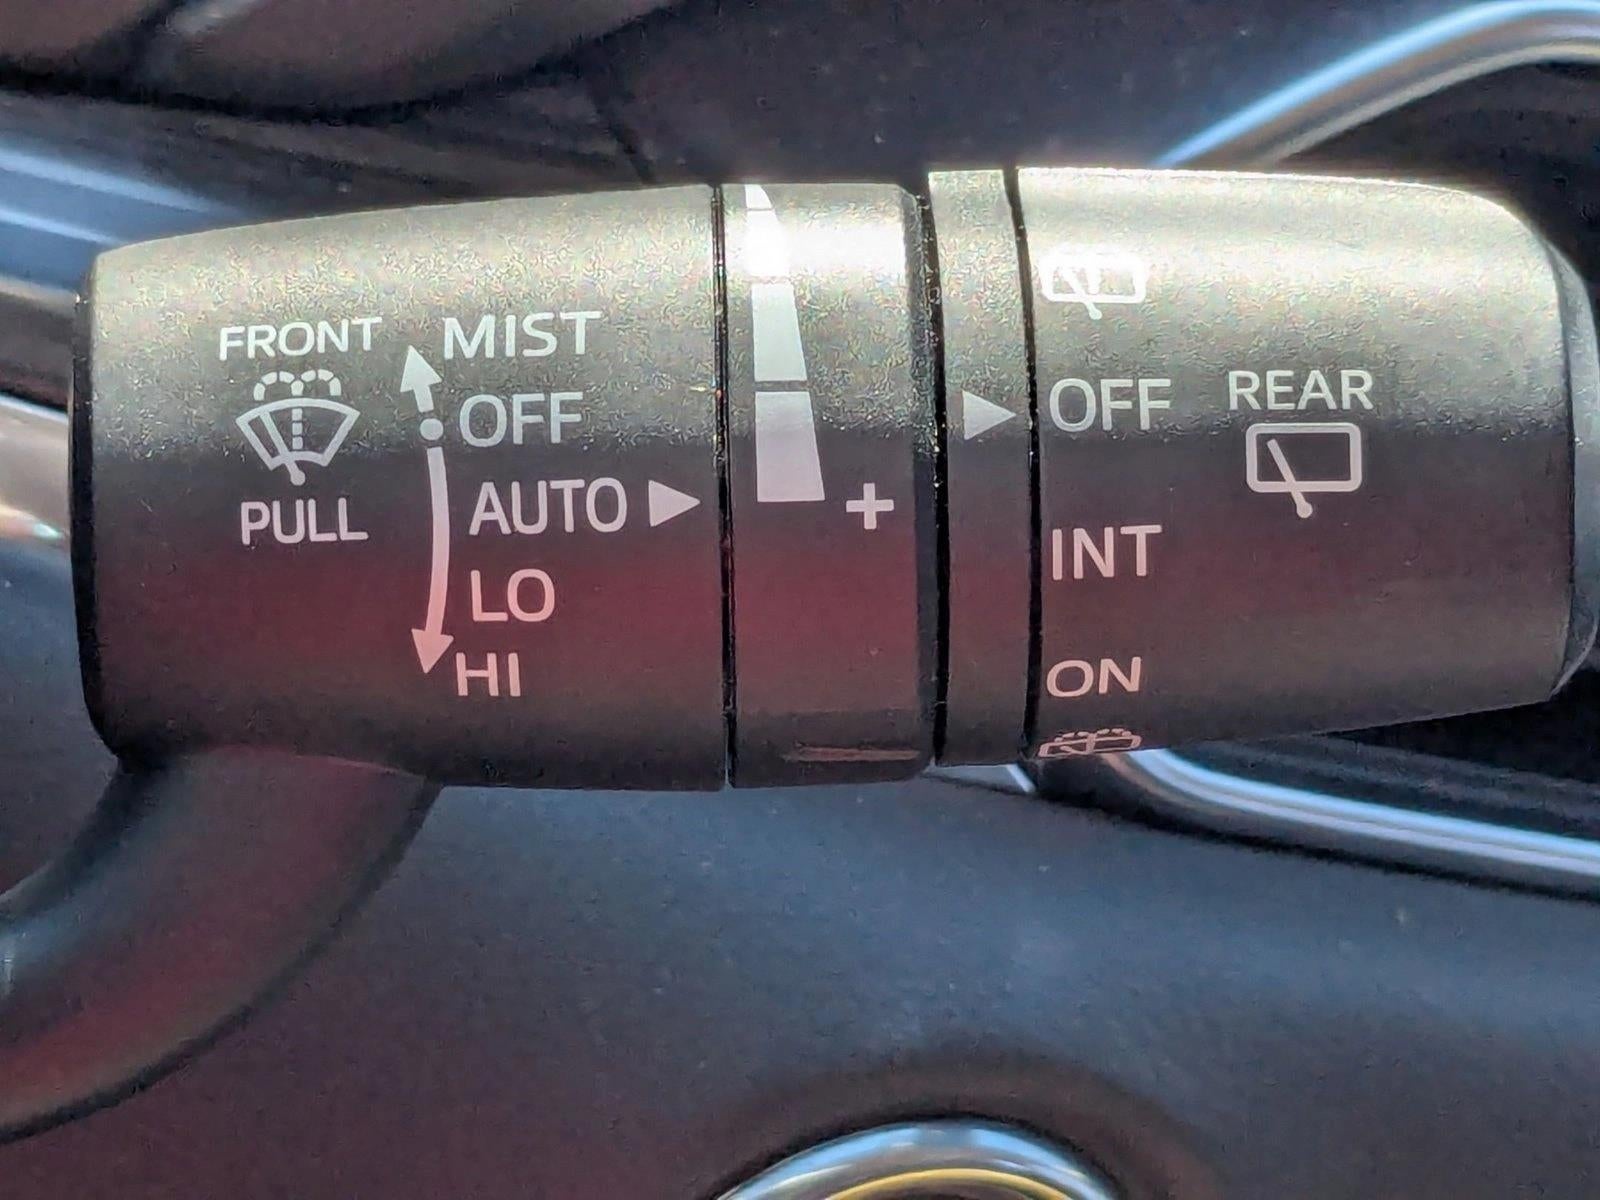 FRONT
PULL
MIST
OFF
AUTO
LO
HI
+
OFF
INT
ON
REAR